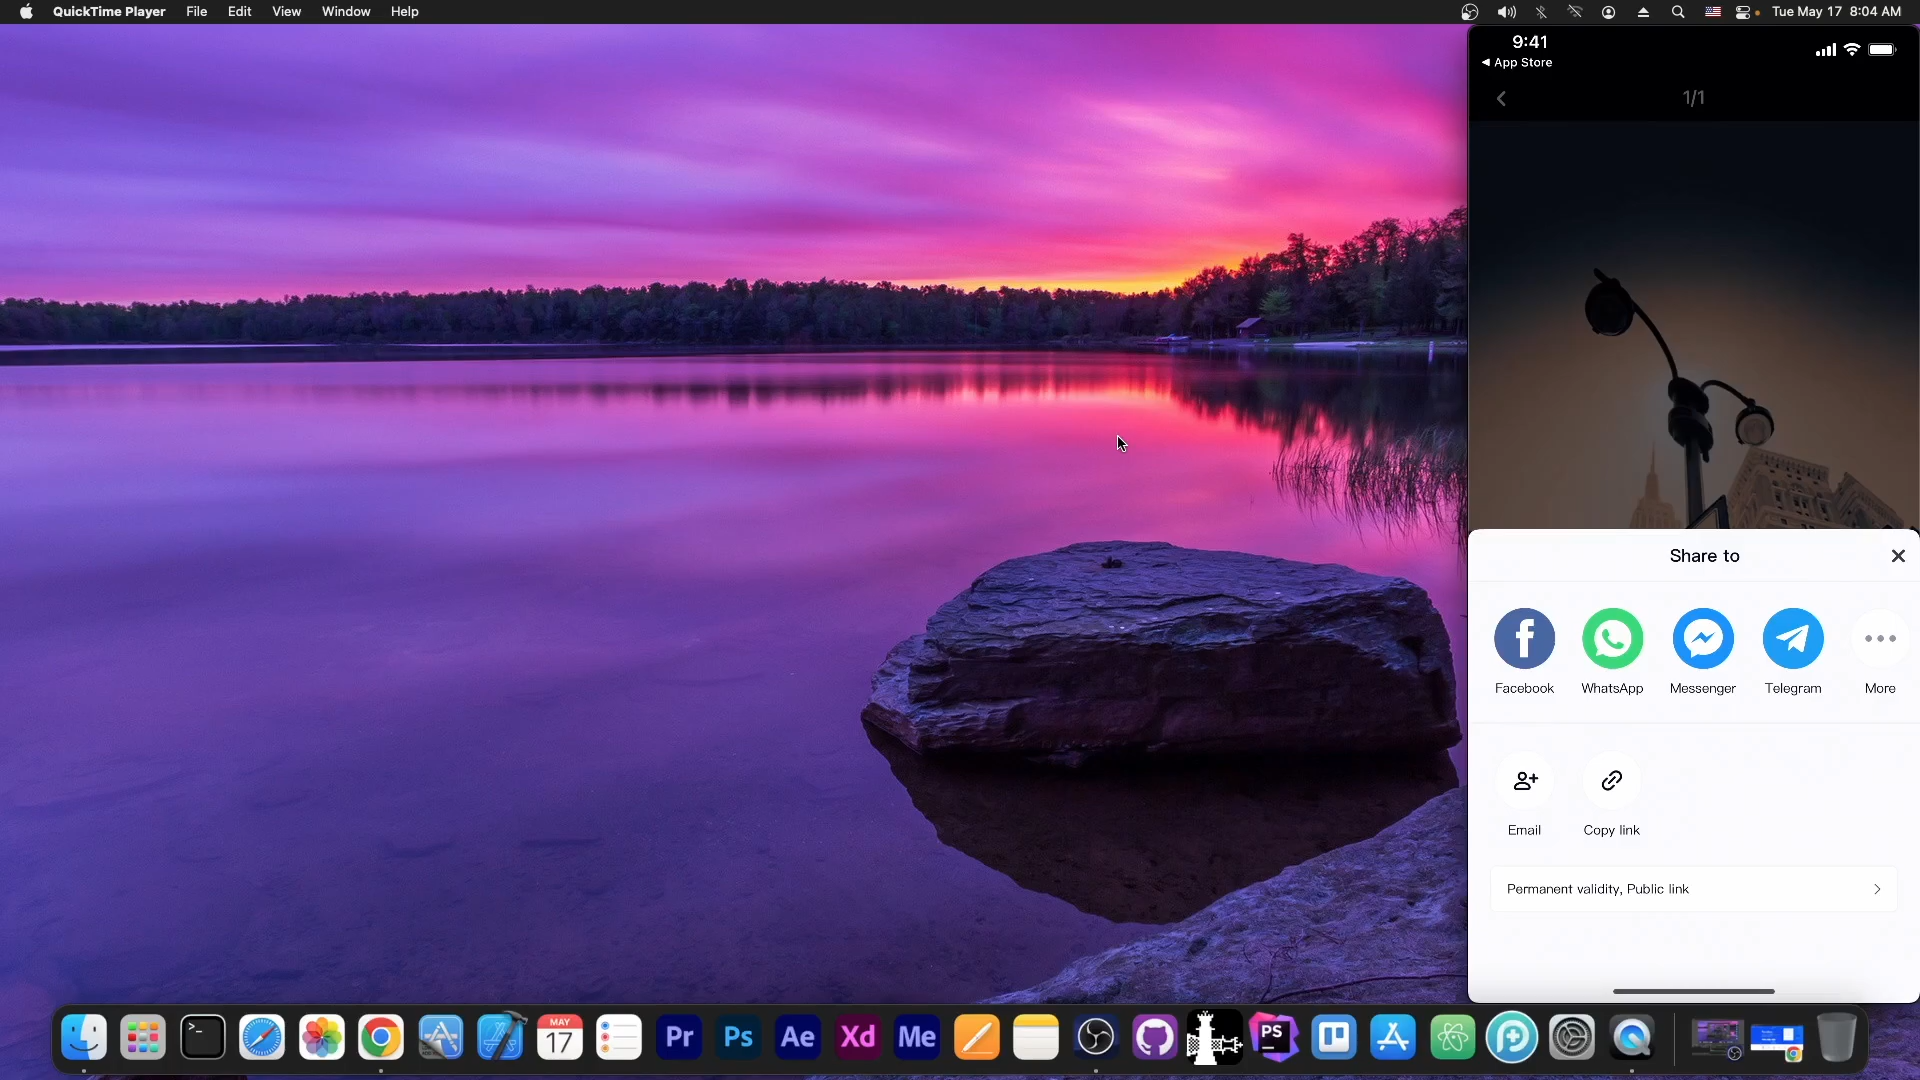 QuickTime Player File Edit View Window Help Tue May 17 8:04 AM
9:41
App Store
1/1
Share to
Facebook WhatsApp Messenger Telegram More
Email Copy link
Permanent validity, Public link
>_ MAY 17 Pr Ps Ae Xd Me PS